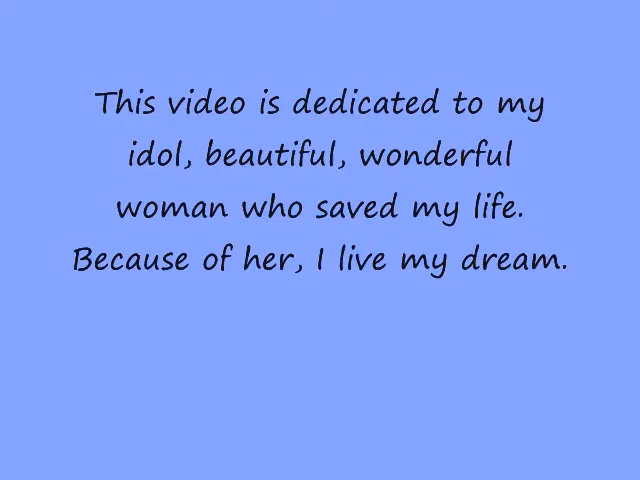 This video is dedicated to my
idol, beautiful, wonderful
woman who saved my life.
Because of her, I live my dream.